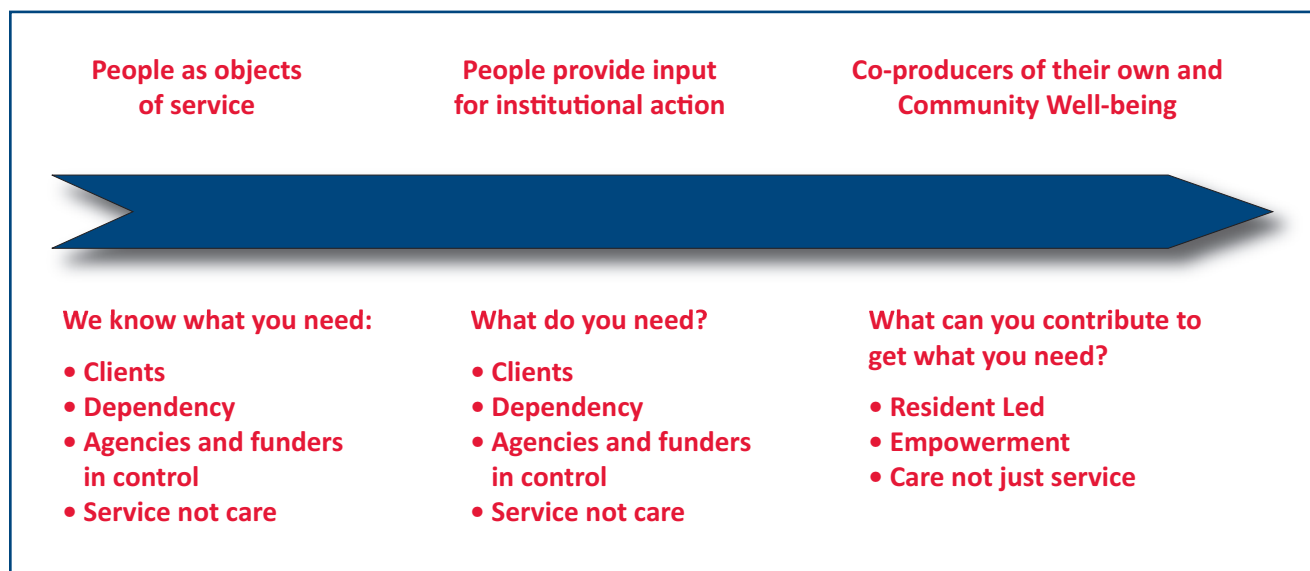 People as objects
of service
People provide input
for institutional action
Co-producers of their own and
Community Well-being
We know what you need:
• Clients
• Dependency
• Agencies and funders
in control
• Service not care
What do you need?
• Clients
• Dependency
• Agencies and funders
in control
• Service not care
What can you contribute to
get what you need?
• Resident Led
• Empowerment
• Care not just service